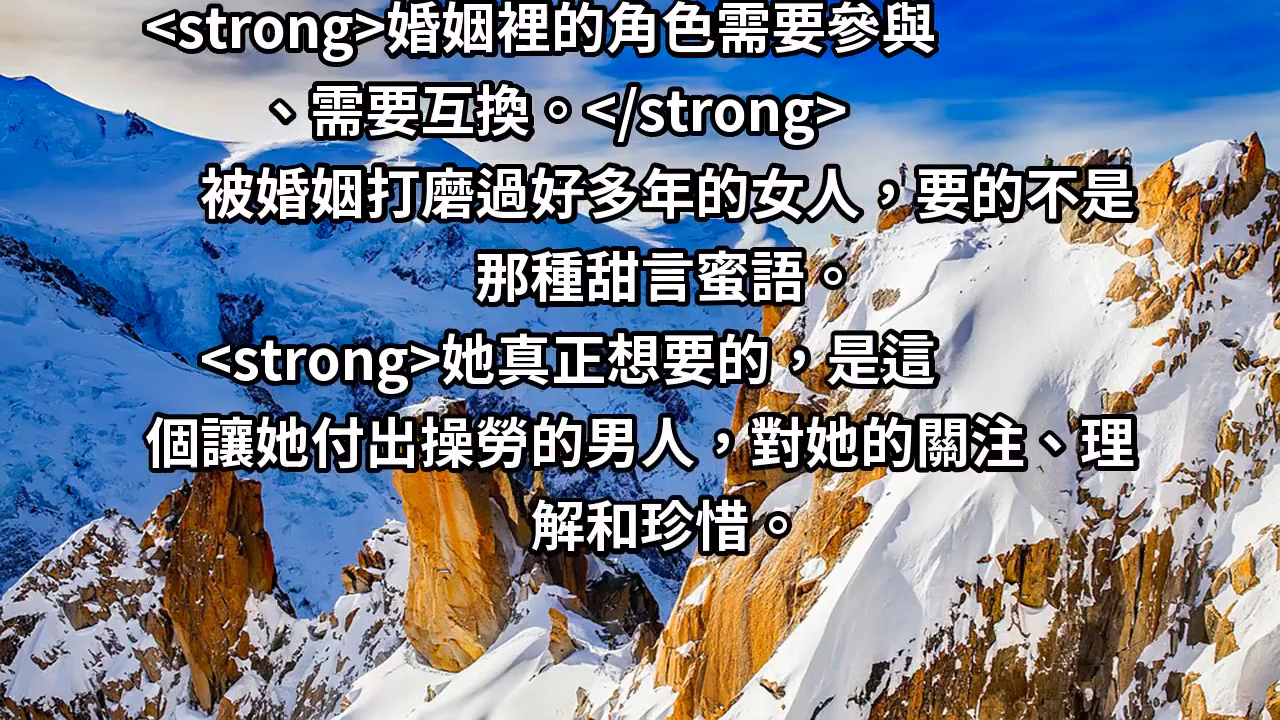 <strong>婚姻裡的角色需要參與
、需要互換。</strong>
被婚姻打磨過好多年的女人，要的不是
那種甜言蜜語。
<strong>她真正想要的，是這
個讓她付出操勞的男人，對她的關注、理
解和珍惜。